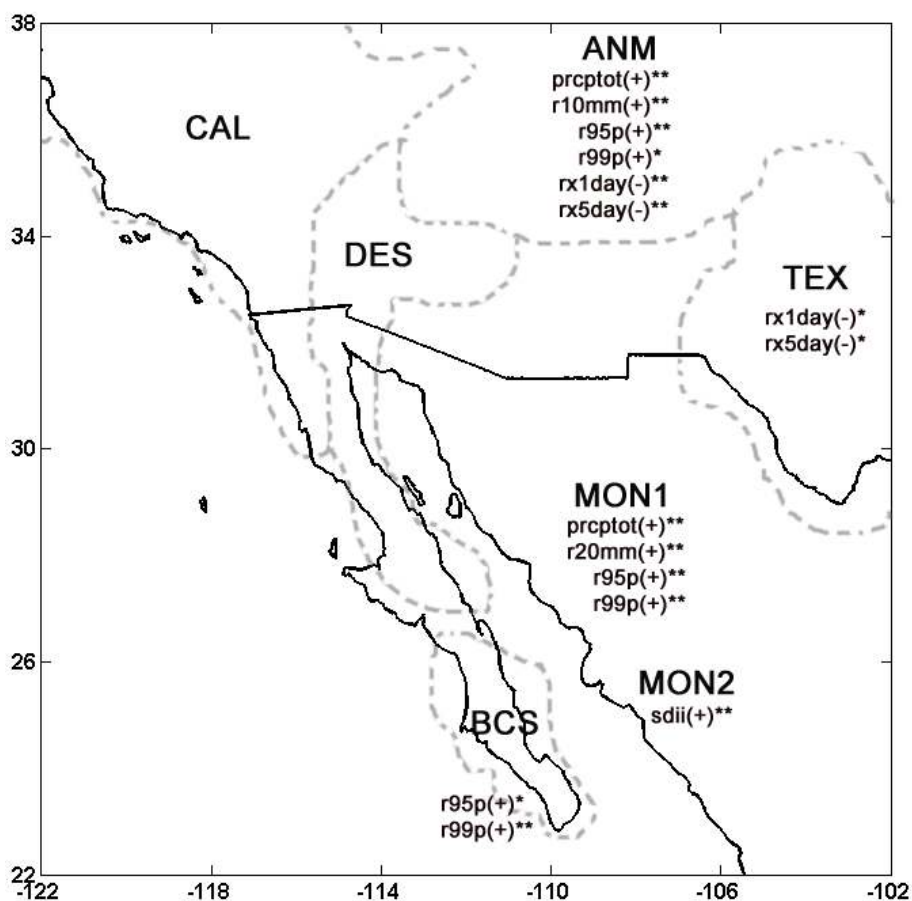 38
ANM
prcptot(+)**
r10mm(+)**
r95p(+)**
r99p(+)*
rx1day(-)**
rx5day(-)**
CAL
34
DES
TEX
rx1day(-)*
rx5day(-)*
30
MON1
prcptot(+)**
r20mm(+)**
r95p(+)**
r99p(+)**
26
MON2
sdii(+)**
BCS
r95p(+)*
r99p(+)**
22
-122 -118 -114 -110 -106 -102